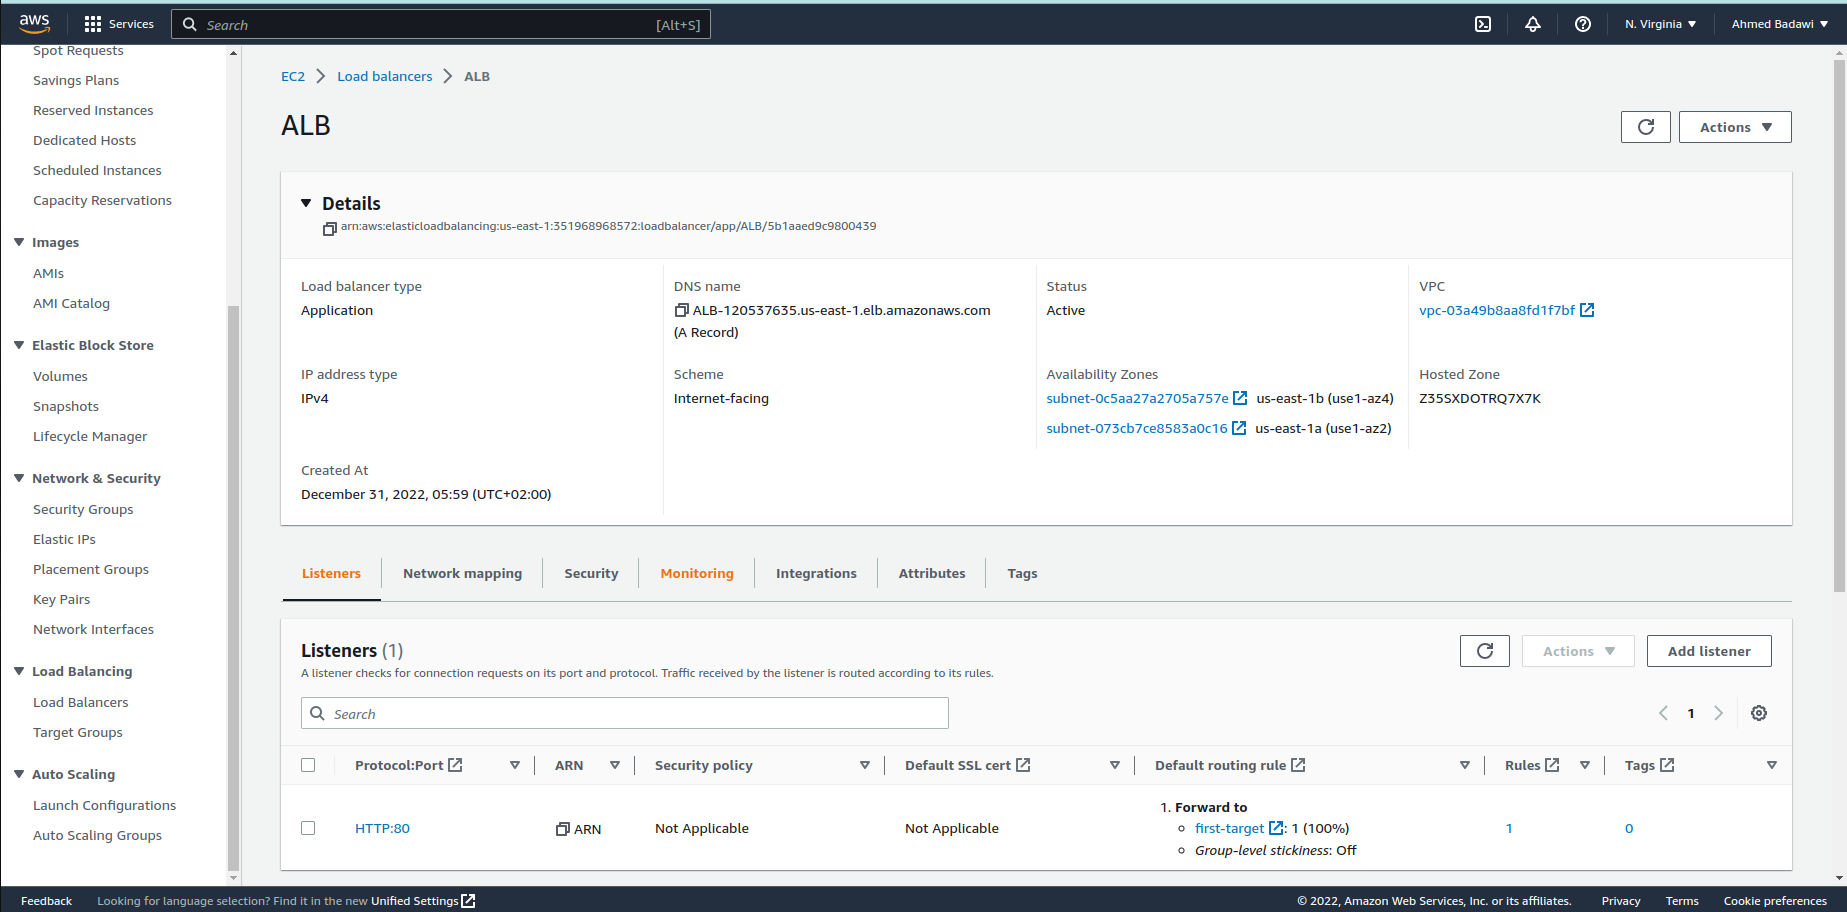 aws
Services
Search
[Alt+S]
N. Virginia
Ahmed Badawi
Spot Requests
Savings Plans
Reserved Instances
Dedicated Hosts
Scheduled Instances
Capacity Reservations
Images
AMIs
AMI Catalog
Elastic Block Store
Volumes
Snapshots
Lifecycle Manager
Network & Security
Security Groups
Elastic IPs
Placement Groups
Key Pairs
Network Interfaces
Load Balancing
Load Balancers
Target Groups
Auto Scaling
Launch Configurations
Auto Scaling Groups
EC2 Load balancers ALB
ALB
Actions
Details
arn:aws:elasticloadbalancing:us-east-1:351968968572:loadbalancer/app/ALB/5b1aaed9c9800439
Load balancer type
Application
DNS name
ALB-120537635.us-east-1.elb.amazonaws.com
(A Record)
Status
Active
VPC
vpc-03a49b8aa8fd1f7bf
IP address type
IPv4
Scheme
Internet-facing
Availability Zones
subnet-0c5aa27a2705a757e us-east-1b (use1-az4)
subnet-073cb7ce8583a0c16 us-east-1a (use1-az2)
Hosted Zone
Z35SXDOTRQ7X7K
Created At
December 31, 2022, 05:59 (UTC+02:00)
Listeners Network mapping Security Monitoring Integrations Attributes Tags
Listeners (1)
A listener checks for connection requests on its port and protocol. Traffic received by the listener is routed according to its rules.
Actions
Add listener
Search
1
Protocol:Port ARN Security policy Default SSL cert Default routing rule Rules Tags
HTTP:80 ARN Not Applicable Not Applicable
1. Forward to
first-target : 1 (100%)
Group-level stickiness: Off
1
0
Feedback Looking for language selection? Find it in the new Unified Settings
© 2022, Amazon Web Services, Inc. or its affiliates. Privacy Terms Cookie preferences